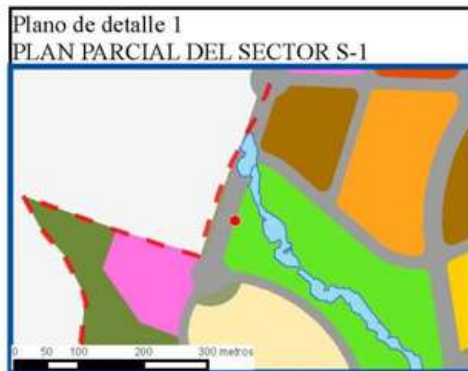 Plano de detalle 1
PLAN PARCIAL DEL SECTOR S-1
0 50 100 200 300 metros